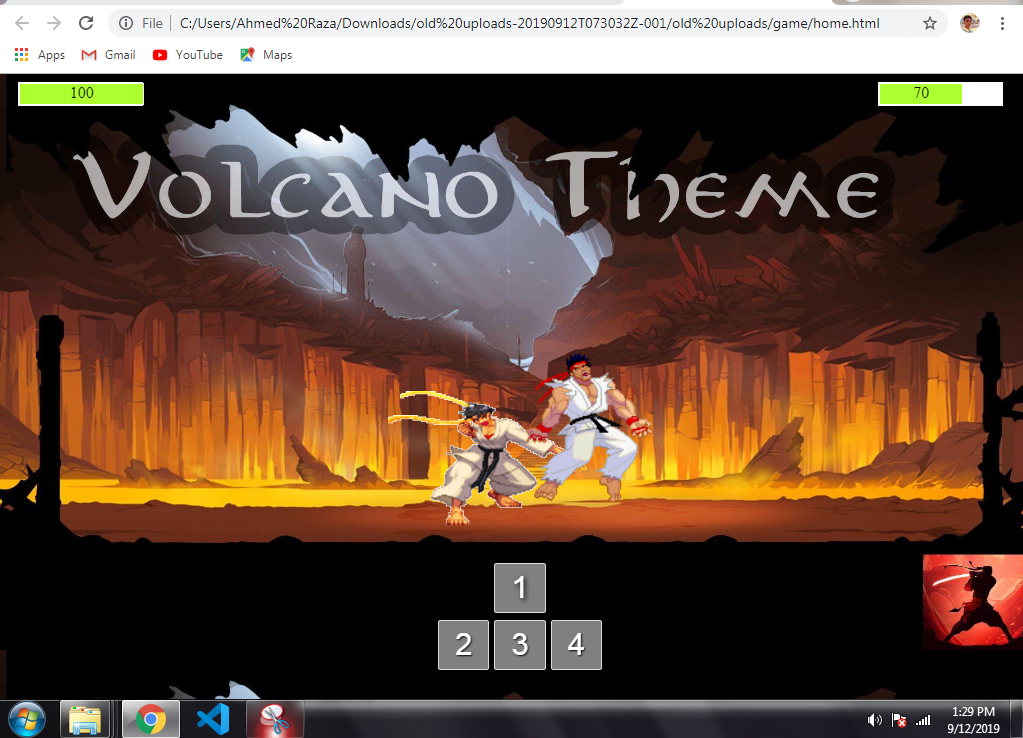 File | C:/Users/Ahmed%20Raza/Downloads/old%20uploads-20190912T073032Z-001/old%20uploads/game/home.html
Apps Gmail YouTube Maps
100 70
Volcano Theme
1
2 3 4
1:29 PM
9/12/2019